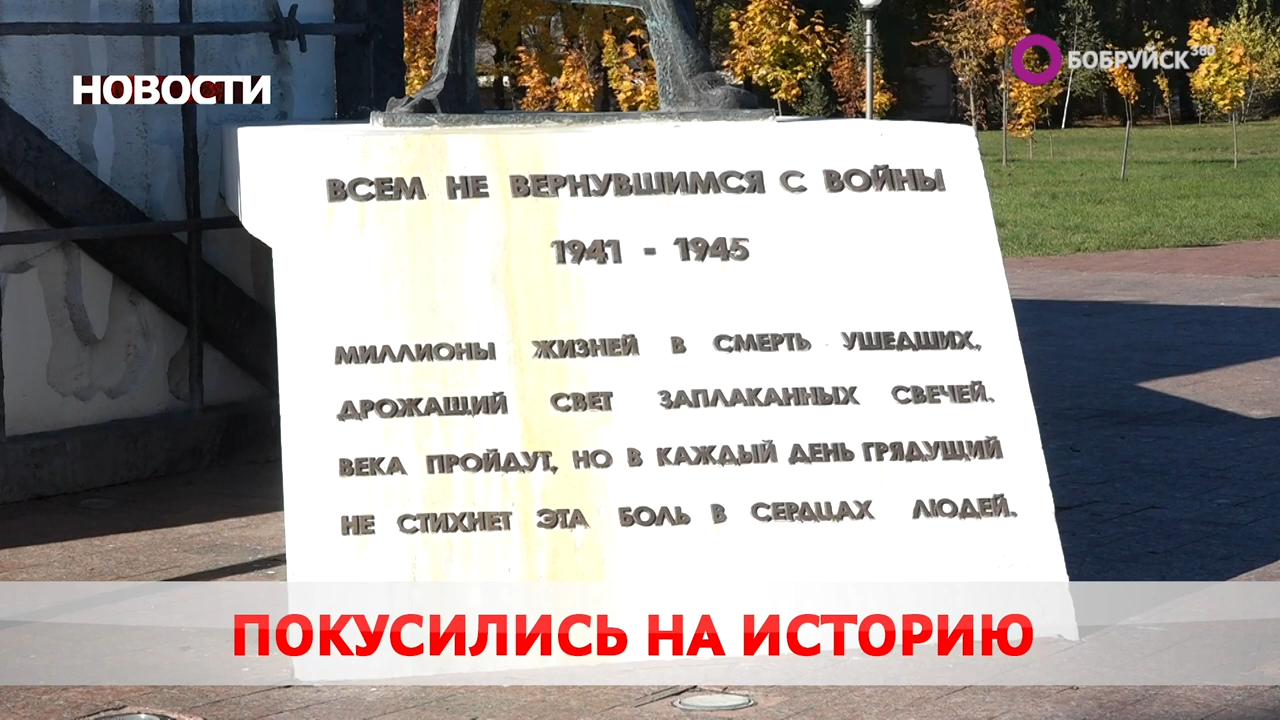 НОВОСТИ
БОБРУЙСК 360
ВСЕМ НЕ ВЕРНУВШИМСЯ С ВОЙНЫ
1941 - 1945
МИЛЛИОНЫ ЖИЗНЕЙ В СМЕРТЬ УШЕДШИХ,
ДРОЖАЩИЙ СВЕТ ЗАПЛАКАННЫХ СВЕЧЕЙ.
ВЕКА ПРОЙДУТ, НО В КАЖДЫЙ ДЕНЬ ГРЯДУЩИЙ
НЕ СТИХНЕТ ЭТА БОЛЬ В СЕРДЦАХ ЛЮДЕЙ.
ПОКУСИЛИСЬ НА ИСТОРИЮ